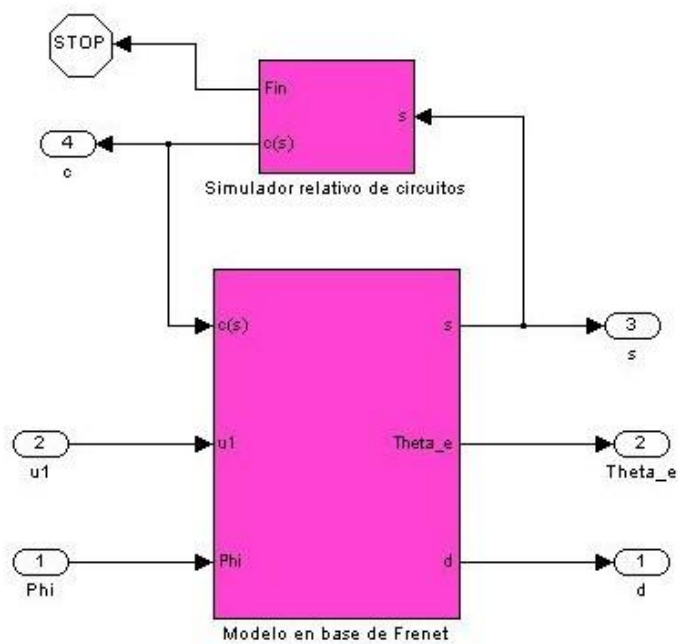 STOP
Fin
s
4
c(s)
c
Simulador relativo de circuitos
c(s)
s
3
s
2
u1
Theta_e
2
u1
Theta_e
1
Phi
d
1
Phi
d
Modelo en base de Frenet